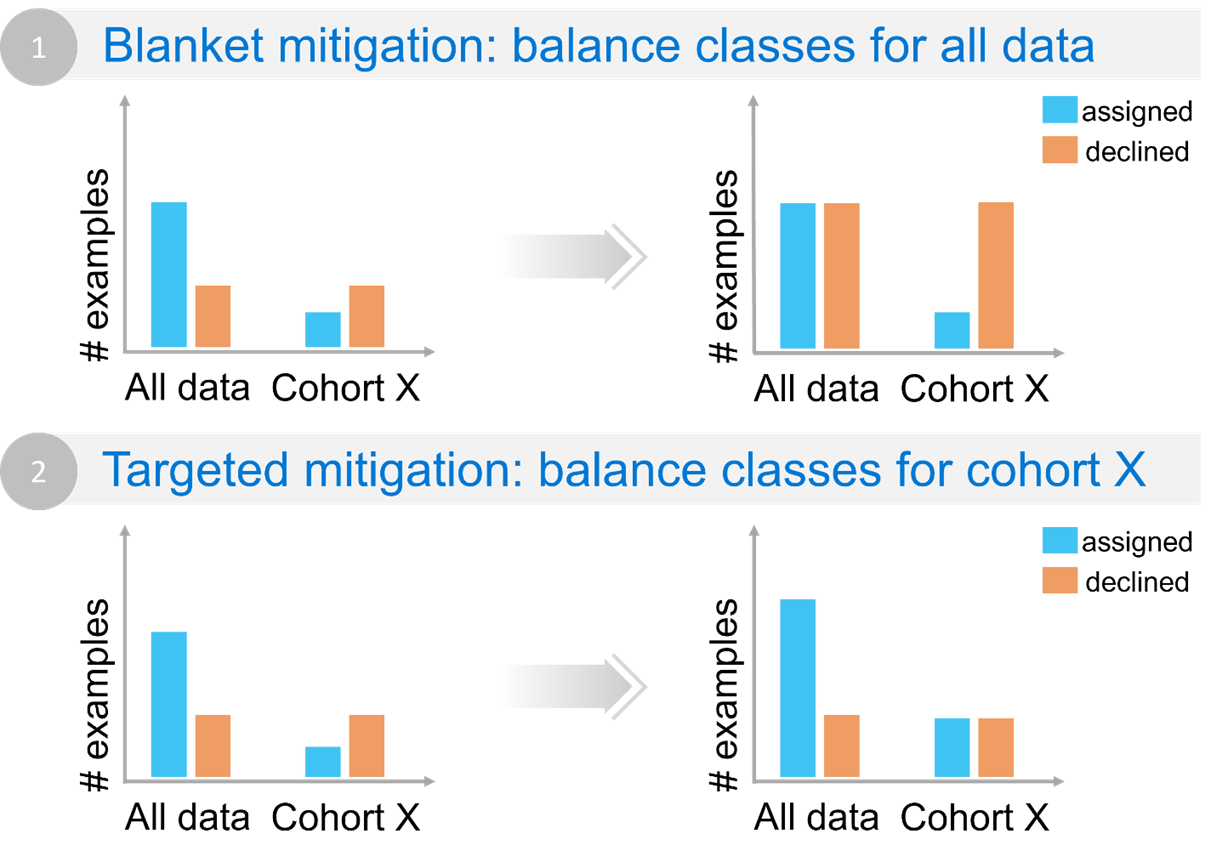 1
Blanket mitigation: balance classes for all data
# examples
All data
Cohort X
# examples
All data
Cohort X
assigned
declined
2
Targeted mitigation: balance classes for cohort X
# examples
All data
Cohort X
# examples
All data
Cohort X
assigned
declined